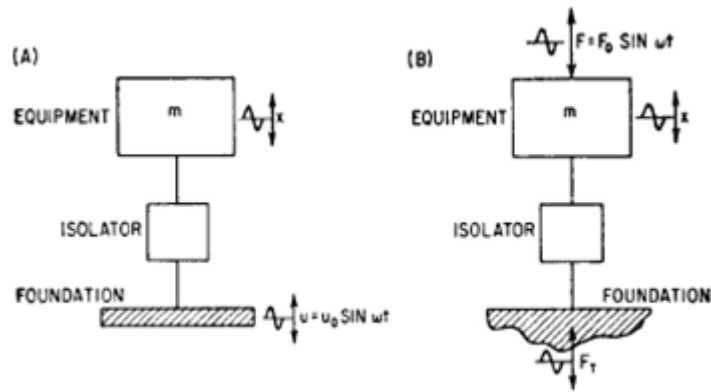 (A)
EQUIPMENT
m
x
ISOLATOR
FOUNDATION
u = u₀ SIN ωt
(B)
F = F₀ SIN ωt
EQUIPMENT
m
x
ISOLATOR
FOUNDATION
F_T